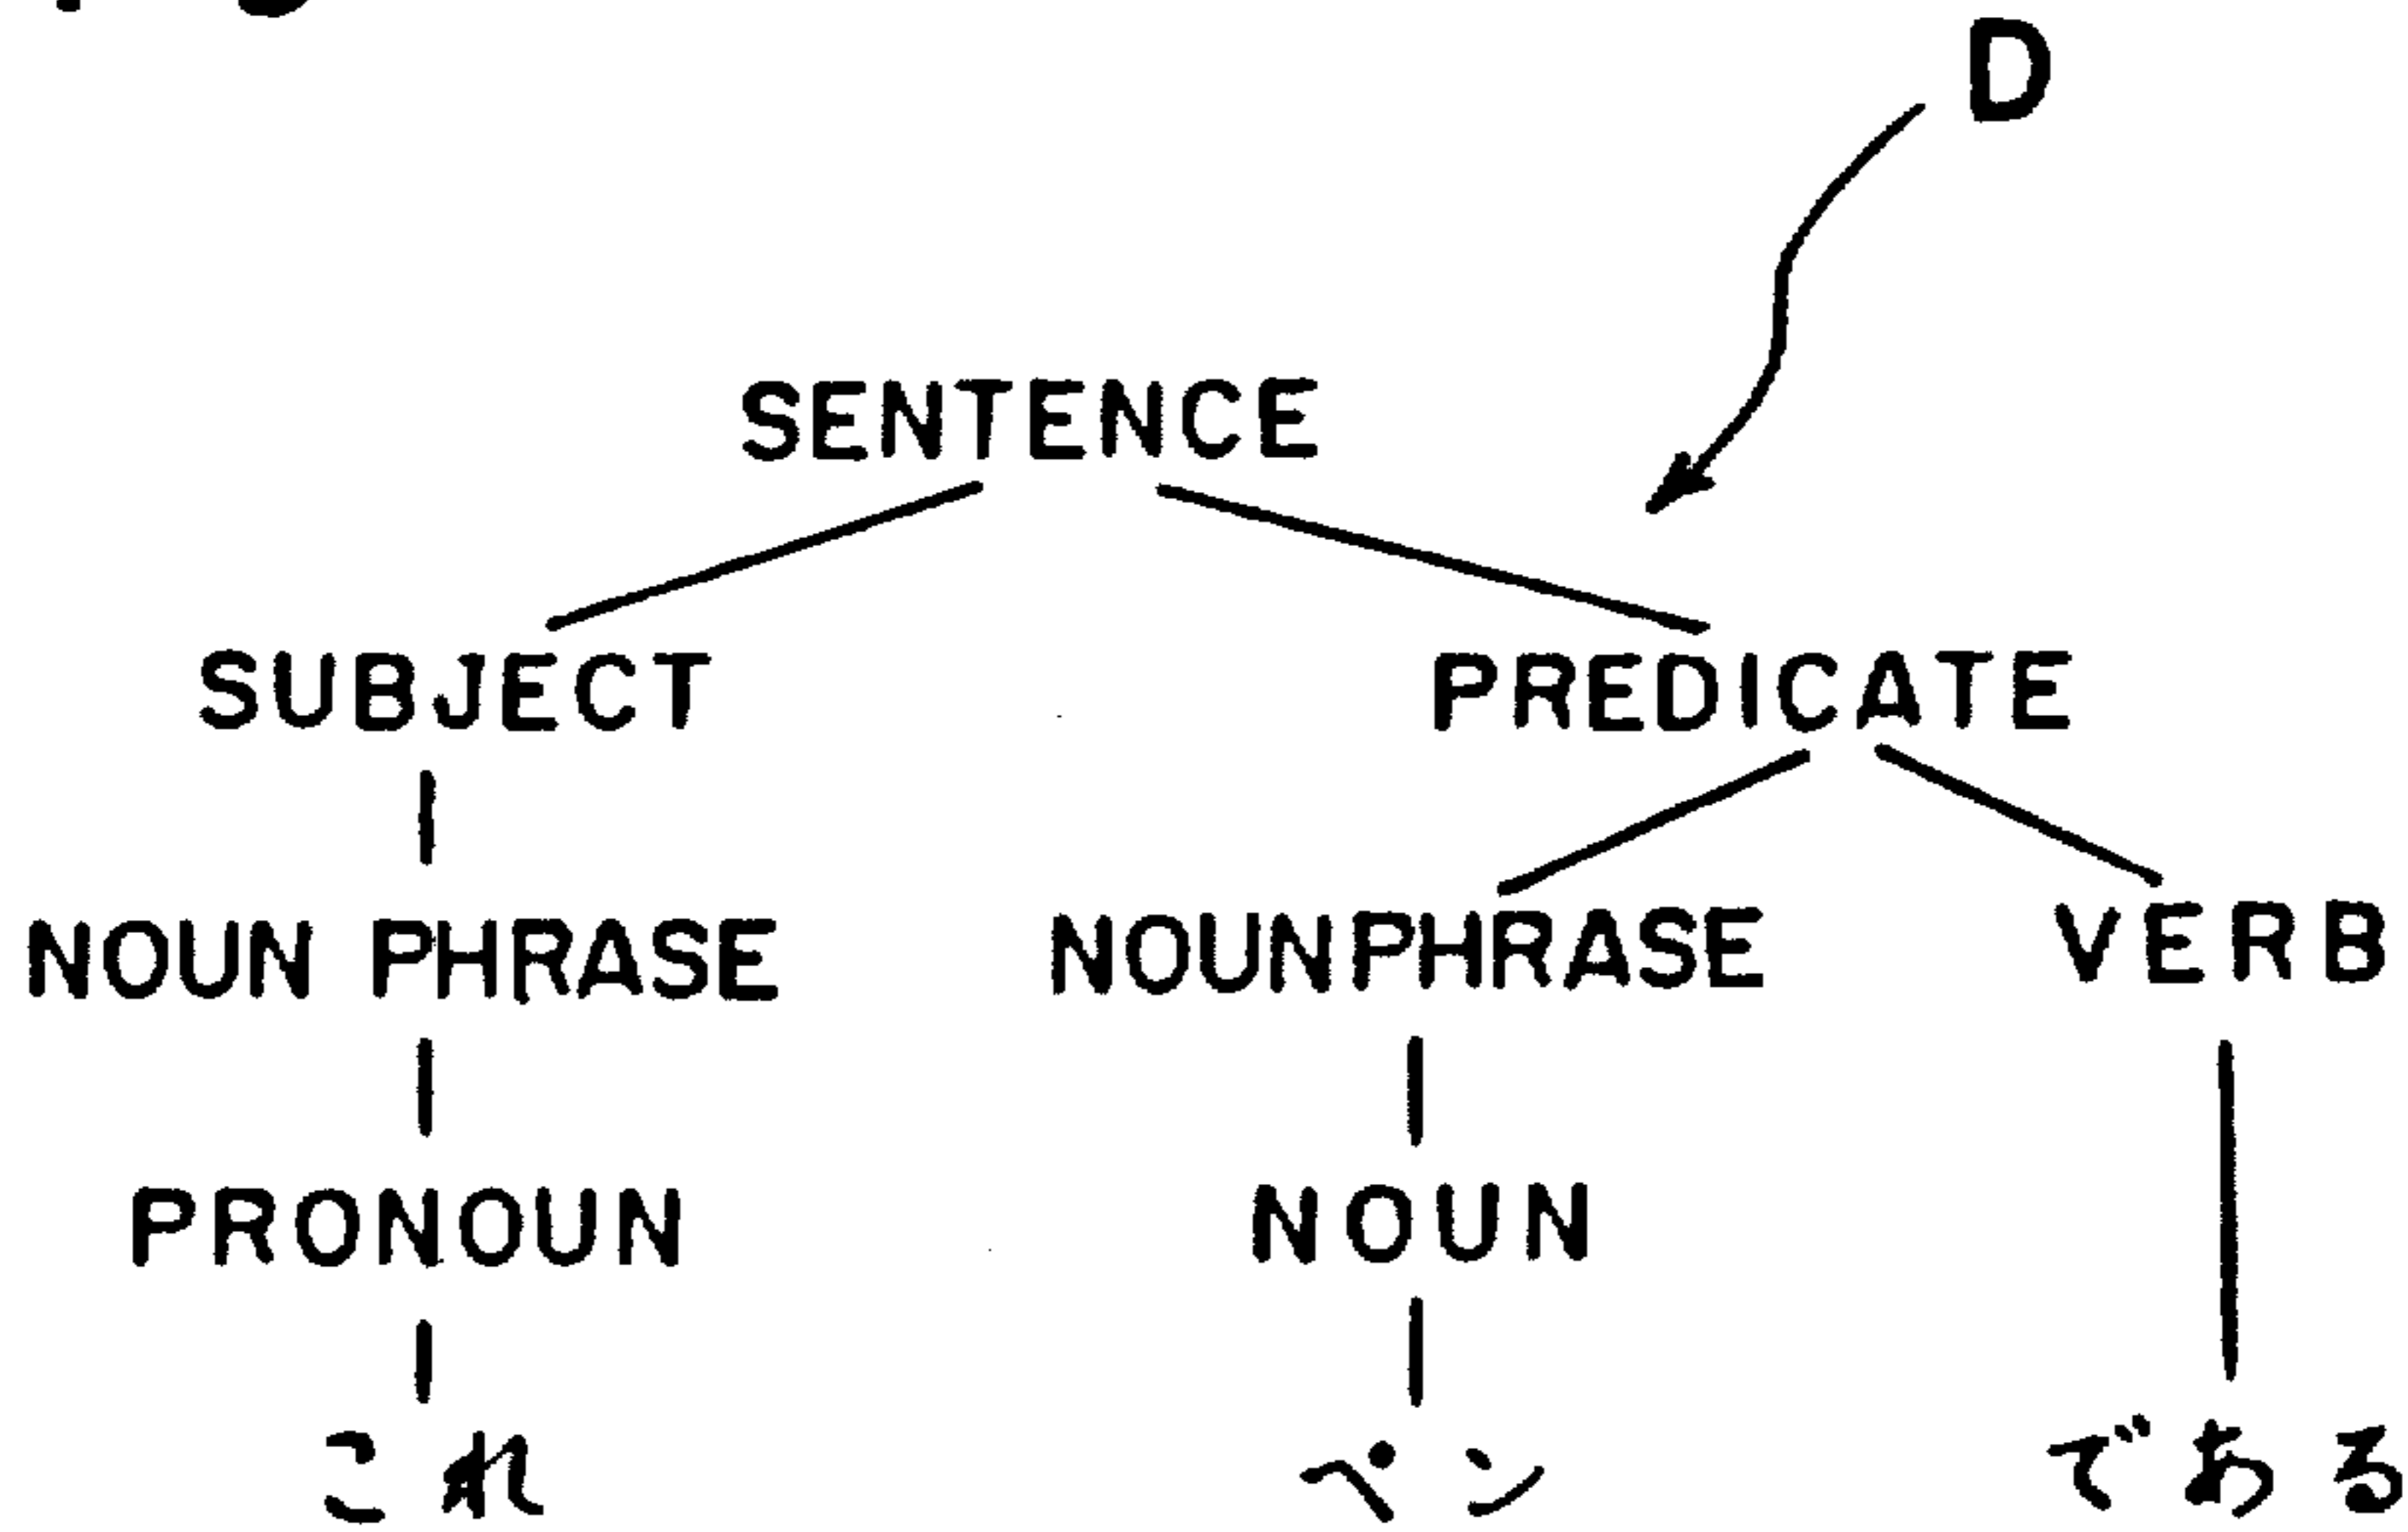 D
SENTENCE
SUBJECT PREDICATE
NOUN PHRASE NOUNPHRASE VERB
PRONOUN NOUN
これ ペン である